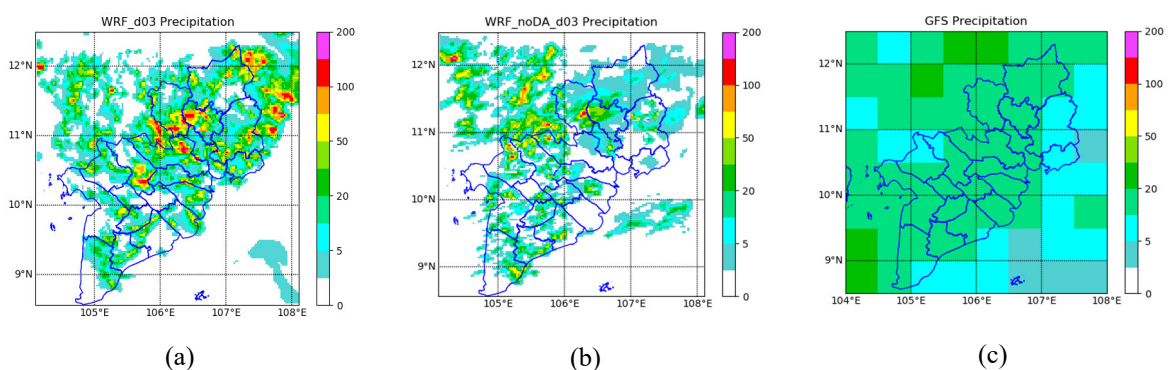 WRF_d03 Precipitation
12°N
11°N
10°N
9°N
105°E 106°E 107°E 108°E
200
100
50
20
5
0
(a)
WRF_noDA_d03 Precipitation
12°N
11°N
10°N
9°N
105°E 106°E 107°E 108°E
200
100
50
20
5
0
(b)
GFS Precipitation
12°N
11°N
10°N
9°N
104°E 105°E 106°E 107°E 108°E
200
100
50
20
5
0
(c)